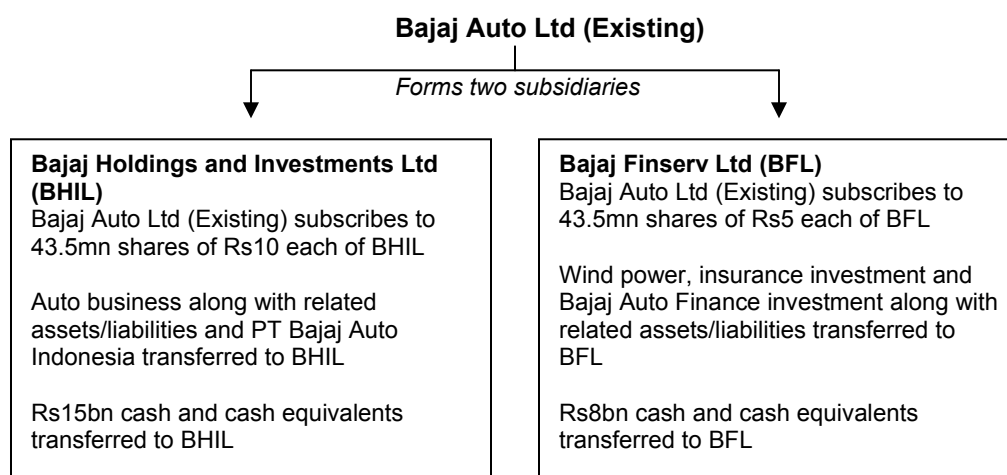 Bajaj Auto Ltd (Existing)
Forms two subsidiaries
Bajaj Holdings and Investments Ltd
(BHIL)
Bajaj Auto Ltd (Existing) subscribes to
43.5mn shares of Rs10 each of BHIL
Auto business along with related
assets/liabilities and PT Bajaj Auto
Indonesia transferred to BHIL
Rs15bn cash and cash equivalents
transferred to BHIL
Bajaj Finserv Ltd (BFL)
Bajaj Auto Ltd (Existing) subscribes to
43.5mn shares of Rs5 each of BFL
Wind power, insurance investment and
Bajaj Auto Finance investment along with
related assets/liabilities transferred to
BFL
Rs8bn cash and cash equivalents
transferred to BFL